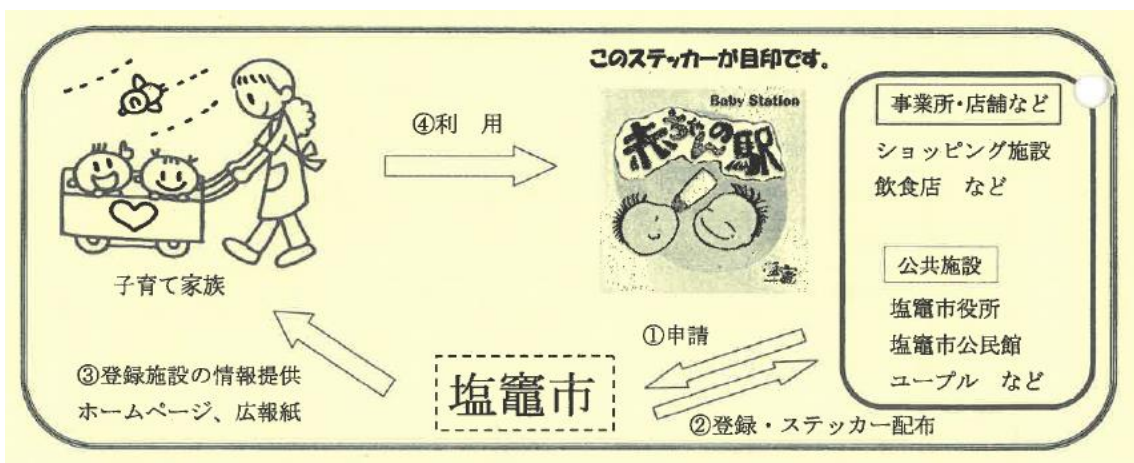 このステッカーが目印です。
Baby Station
赤ちゃんの駅
事業所・店舗など
ショッピング施設
飲食店 など
公共施設
塩竈市役所
塩竈市公民館
ユープル など
④利 用
子育て家族
①申請
③登録施設の情報提供
ホームページ、広報紙
塩竈市
②登録・ステッカー配布